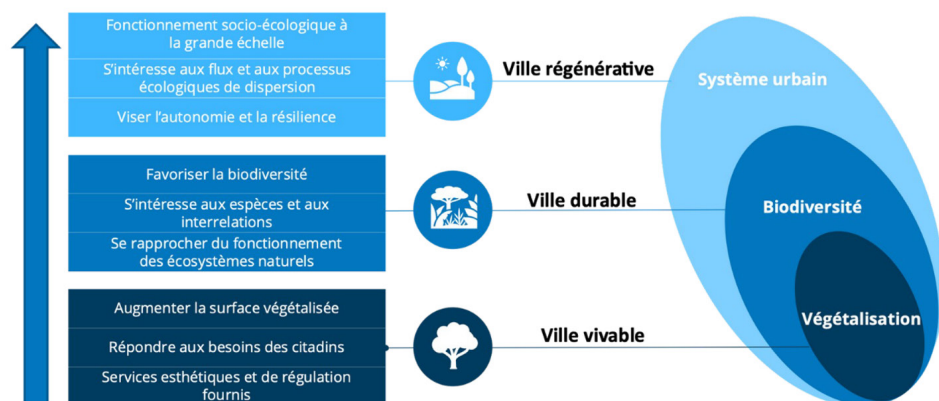 Fonctionnement socio-écologique à
la grande échelle
S'intéresse aux flux et aux processus
écologiques de dispersion
Viser l'autonomie et la résilience
Ville régénérative
Système urbain
Favoriser la biodiversité
S'intéresse aux espèces et aux
interrelations
Se rapprocher du fonctionnement
des écosystèmes naturels
Ville durable
Biodiversité
Augmenter la surface végétalisée
Répondre aux besoins des citadins
Services esthétiques et de régulation
fournis
Ville vivable
Végétalisation